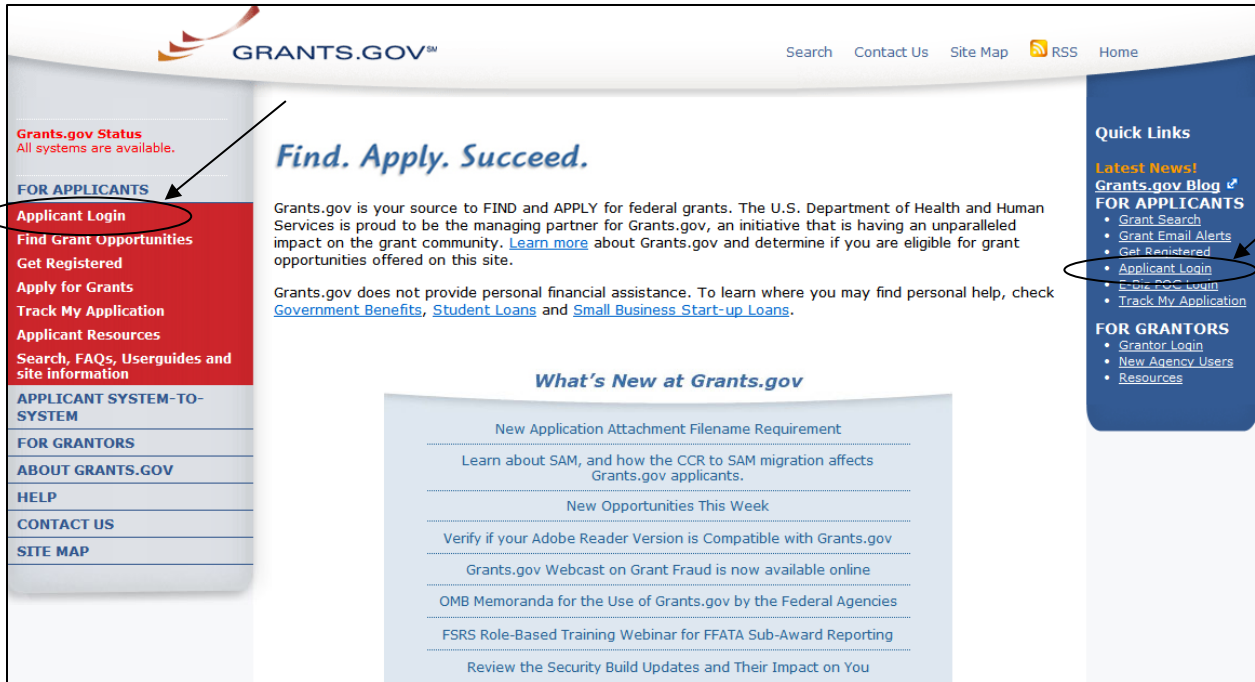 GRANTS.GOV℠
Search Contact Us Site Map RSS Home
Grants.gov Status
All systems are available.
FOR APPLICANTS
Applicant Login
Find Grant Opportunities
Get Registered
Apply for Grants
Track My Application
Applicant Resources
Search, FAQs, Userguides and
site information
APPLICANT SYSTEM-TO-
SYSTEM
FOR GRANTORS
ABOUT GRANTS.GOV
HELP
CONTACT US
SITE MAP
Find. Apply. Succeed.
Grants.gov is your source to FIND and APPLY for federal grants. The U.S. Department of Health and Human
Services is proud to be the managing partner for Grants.gov, an initiative that is having an unparalleled
impact on the grant community. Learn more about Grants.gov and determine if you are eligible for grant
opportunities offered on this site.
Grants.gov does not provide personal financial assistance. To learn where you may find personal help, check
Government Benefits, Student Loans and Small Business Start-up Loans.
What's New at Grants.gov
New Application Attachment Filename Requirement
Learn about SAM, and how the CCR to SAM migration affects
Grants.gov applicants.
New Opportunities This Week
Verify if your Adobe Reader Version is Compatible with Grants.gov
Grants.gov Webcast on Grant Fraud is now available online
OMB Memoranda for the Use of Grants.gov by the Federal Agencies
FSRS Role-Based Training Webinar for FFATA Sub-Award Reporting
Review the Security Build Updates and Their Impact on You
Quick Links
Latest News!
Grants.gov Blog
FOR APPLICANTS
• Grant Search
• Grant Email Alerts
• Get Registered
• Applicant Login
• E-Biz POC Login
• Track My Application
FOR GRANTORS
• Grantor Login
• New Agency Users
• Resources